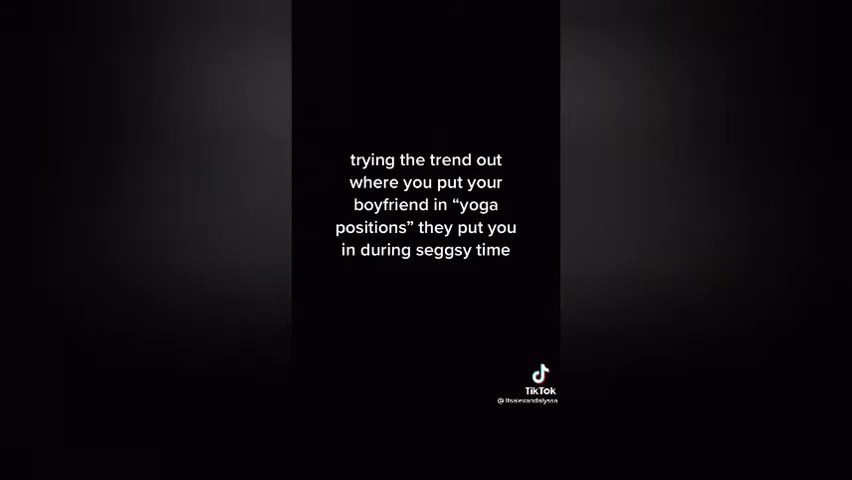 trying the trend out
where you put your
boyfriend in “yoga
positions” they put you
in during seggsy time
TikTok
@itsalexandalyssa